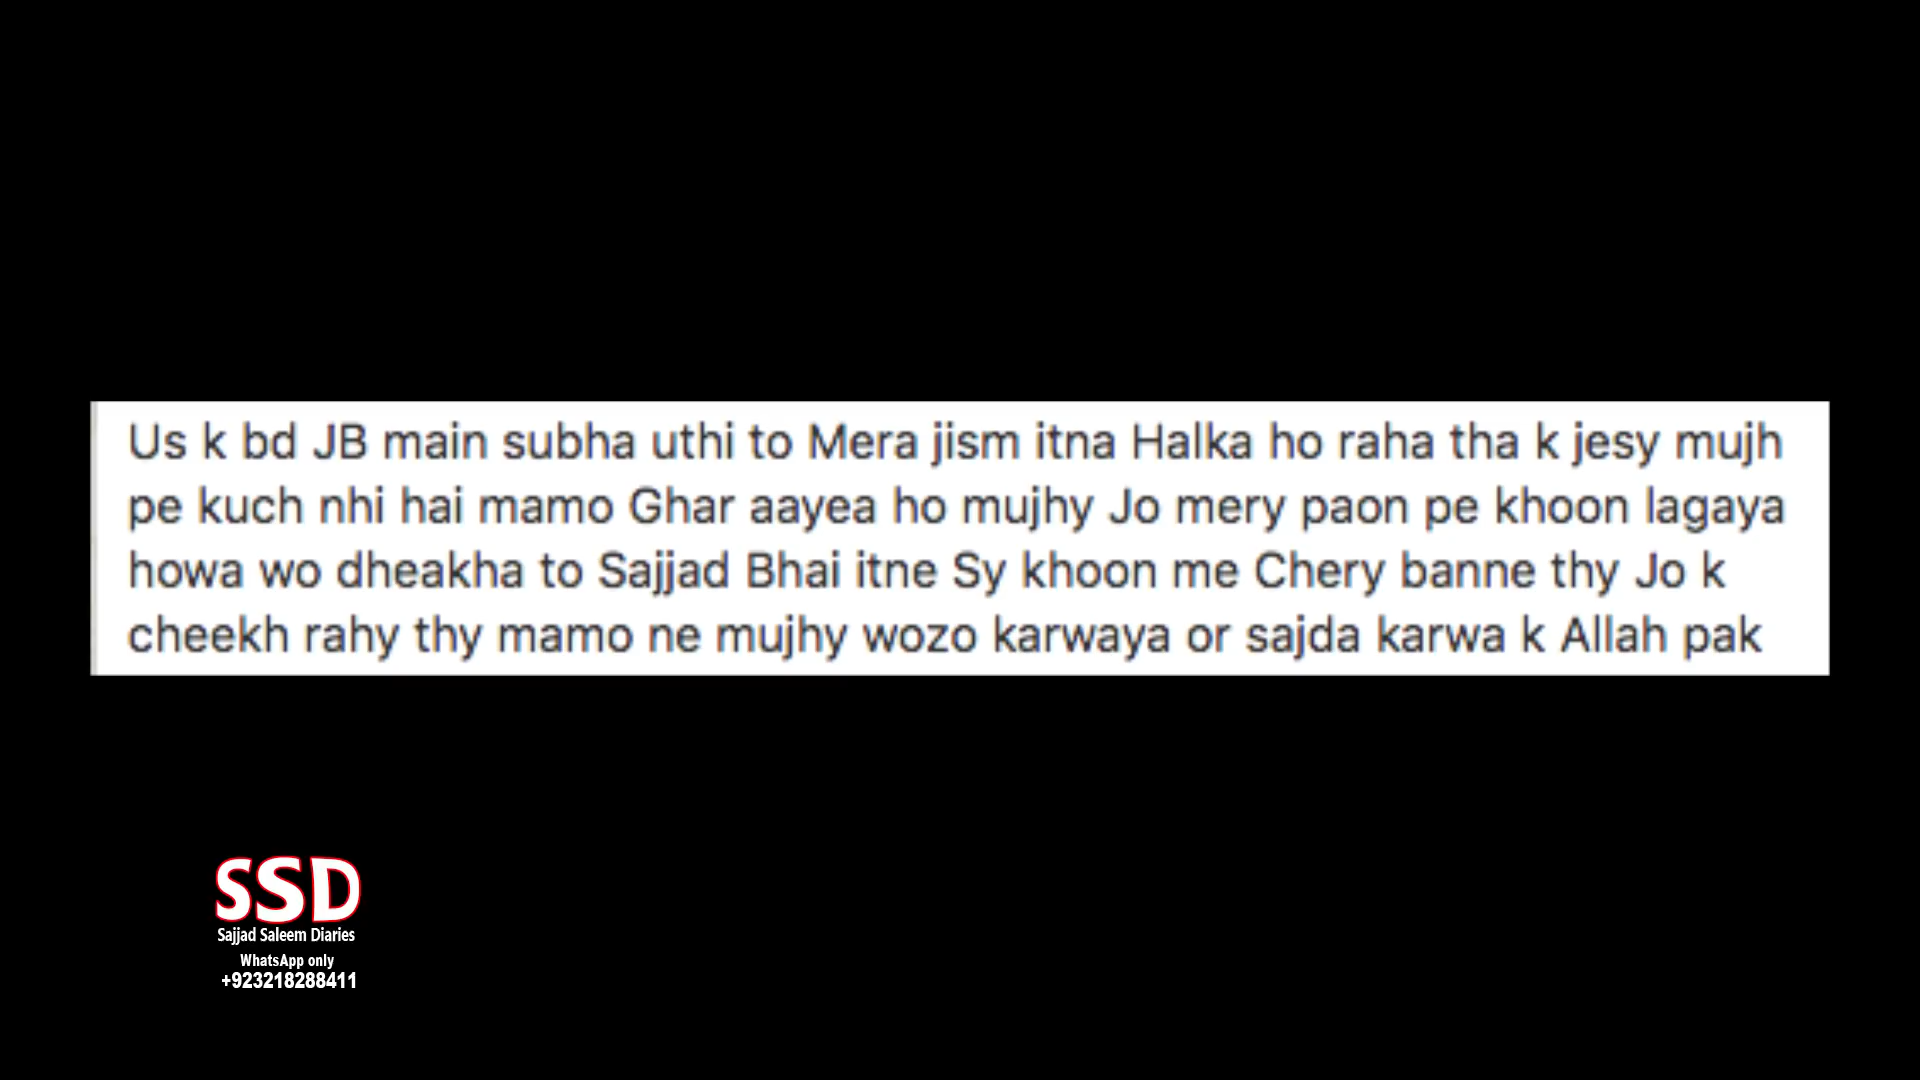 Us k bd JB main subha uthi to Mera jism itna Halka ho raha tha k jesy mujh
pe kuch nhi hai mamo Ghar aayea ho mujhy Jo mery paon pe khoon lagaya
howa wo dheakha to Sajjad Bhai itne Sy khoon me Chery banne thy Jo k
cheekh rahy thy mamo ne mujhy wozo karwaya or sajda karwa k Allah pak
SSD
Sajjad Saleem Diaries
WhatsApp only
+923218288411